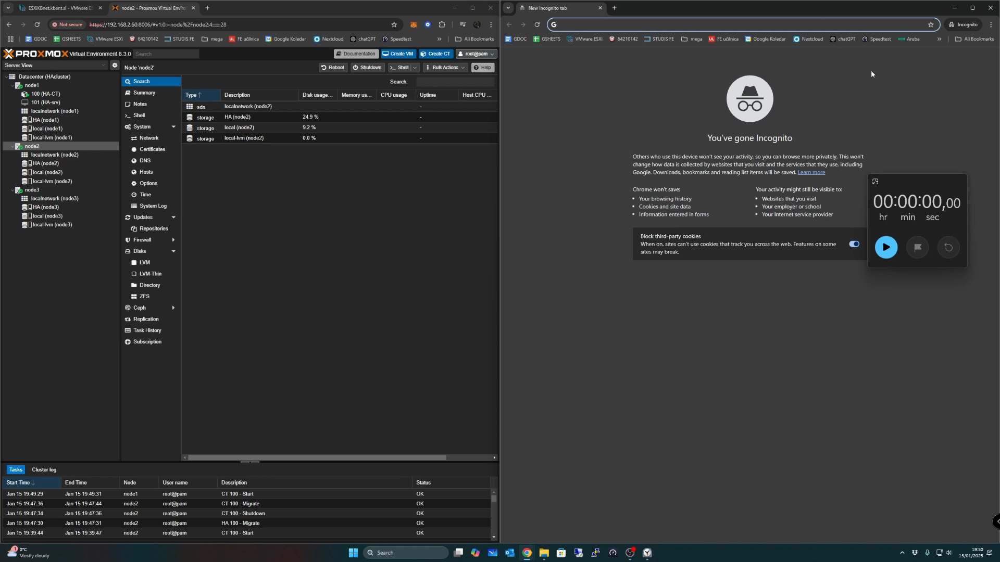 ESXiKBnet.kbent.si - VMware ES
node2 - Proxmox Virtual Enviro
Not secure
https://192.168.2.60:8006/#v1:0:=node%2Fnode2:4::::::28
GDOC
GSHEETS
VMware ESXi
64210142
STUDIS FE
mega
FE učilnica
Google Koledar
Nextcloud
chatGPT
Speedtest
»
All Bookmarks
PROXMOX Virtual Environment 8.3.0
Search
Documentation
Create VM
Create CT
root@pam
Server View
Node 'node2'
Reboot
Shutdown
Shell
Bulk Actions
Help
Datacenter (HAcluster)
node1
100 (HA-CT)
101 (HA-srv)
localnetwork (node1)
HA (node1)
local (node1)
local-lvm (node1)
node2
localnetwork (node2)
HA (node2)
local (node2)
local-lvm (node2)
node3
localnetwork (node3)
HA (node3)
local (node3)
local-lvm (node3)
Search
Summary
Notes
Shell
System
Network
Certificates
DNS
Hosts
Options
Time
System Log
Updates
Repositories
Firewall
Disks
LVM
LVM-Thin
Directory
ZFS
Ceph
Replication
Task History
Subscription
Search:
Type Description Disk usage... Memory us... CPU usage Uptime Host CPU ...
sdn localnetwork (node2) -
storage HA (node2) 24.9 % -
storage local (node2) 9.2 % -
storage local-lvm (node2) 0.0 % -
Tasks Cluster log
Start Time End Time Node User name Description Status
Jan 15 19:49:29 Jan 15 19:49:31 node1 root@pam CT 100 - Start OK
Jan 15 19:47:36 Jan 15 19:47:44 node2 root@pam CT 100 - Migrate OK
Jan 15 19:47:34 Jan 15 19:47:36 node2 root@pam CT 100 - Shutdown OK
Jan 15 19:47:30 Jan 15 19:47:31 node2 root@pam HA 100 - Migrate OK
Jan 15 19:39:44 Jan 15 19:39:47 node2 root@pam CT 100 - Start OK
New Incognito tab
Incognito
GDOC
GSHEETS
VMware ESXi
64210142
STUDIS FE
mega
FE učilnica
Google Koledar
Nextcloud
chatGPT
Speedtest
Aruba
»
All Bookmarks
You've gone Incognito
Others who use this device won't see your activity, so you can browse more privately. This won't
change how data is collected by websites that you visit and the services that they use, including
Google. Downloads, bookmarks and reading list items will be saved. Learn more
Chrome won't save:
• Your browsing history
• Cookies and site data
• Information entered in forms
Your activity might still be visible to:
• Websites that you visit
• Your employer or school
• Your Internet service provider
Block third-party cookies
When on, sites can't use cookies that track you across the web. Features on some
sites may break.
00:00:00,00
hr min sec
1
0°C
Mostly cloudy
Search
19:50
15/01/2025